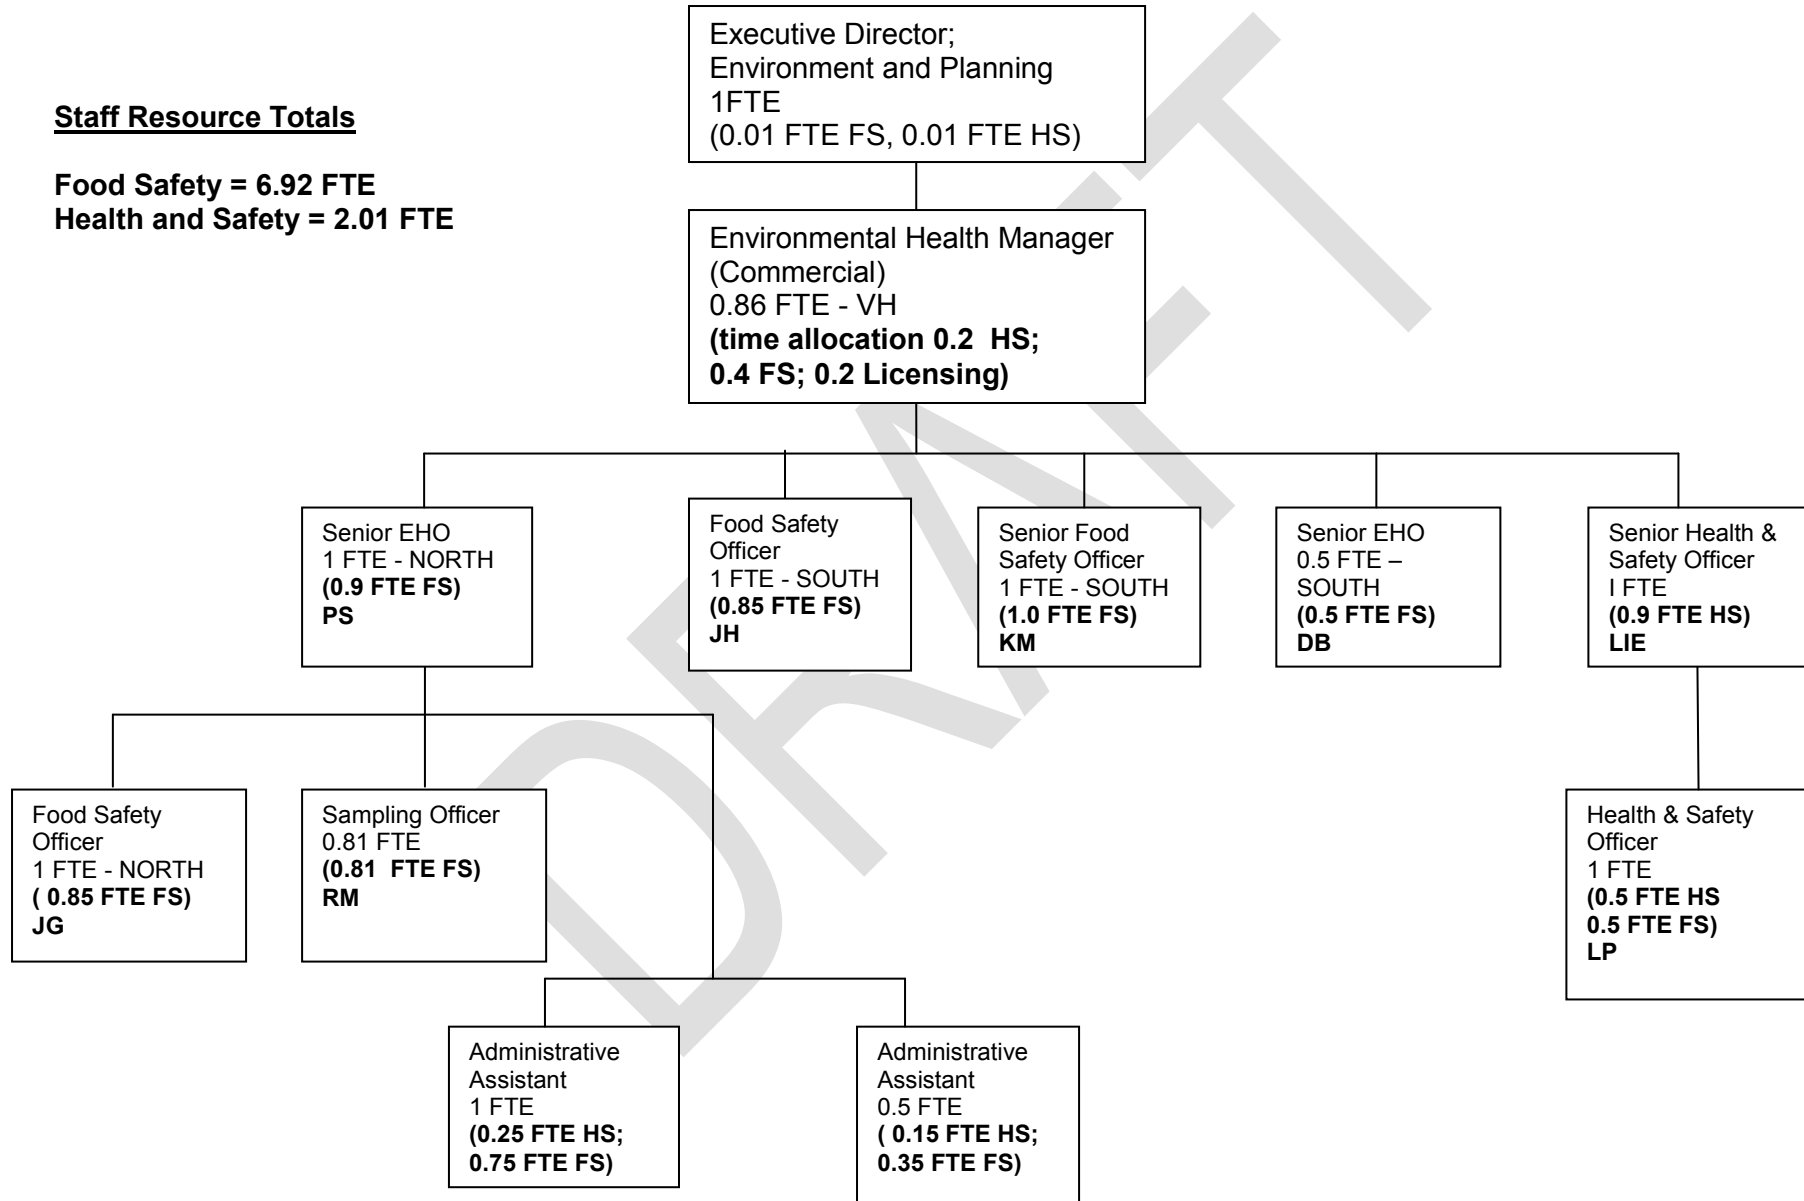 Executive Director;
Environment and Planning
1FTE
(0.01 FTE FS, 0.01 FTE HS)
Staff Resource Totals
Food Safety = 6.92 FTE
Health and Safety = 2.01 FTE
Environmental Health Manager
(Commercial)
0.86 FTE - VH
(time allocation 0.2 HS;
0.4 FS; 0.2 Licensing)
Senior EHO
1 FTE - NORTH
(0.9 FTE FS)
PS
Food Safety
Officer
1 FTE - SOUTH
(0.85 FTE FS)
JH
Senior Food
Safety Officer
1 FTE - SOUTH
(1.0 FTE FS)
KM
Senior EHO
0.5 FTE –
SOUTH
(0.5 FTE FS)
DB
Senior Health &
Safety Officer
I FTE
(0.9 FTE HS)
LIE
Food Safety
Officer
1 FTE - NORTH
( 0.85 FTE FS)
JG
Sampling Officer
0.81 FTE
(0.81 FTE FS)
RM
Health & Safety
Officer
1 FTE
(0.5 FTE HS
0.5 FTE FS)
LP
Administrative
Assistant
1 FTE
(0.25 FTE HS;
0.75 FTE FS)
Administrative
Assistant
0.5 FTE
( 0.15 FTE HS;
0.35 FTE FS)
DRAFT